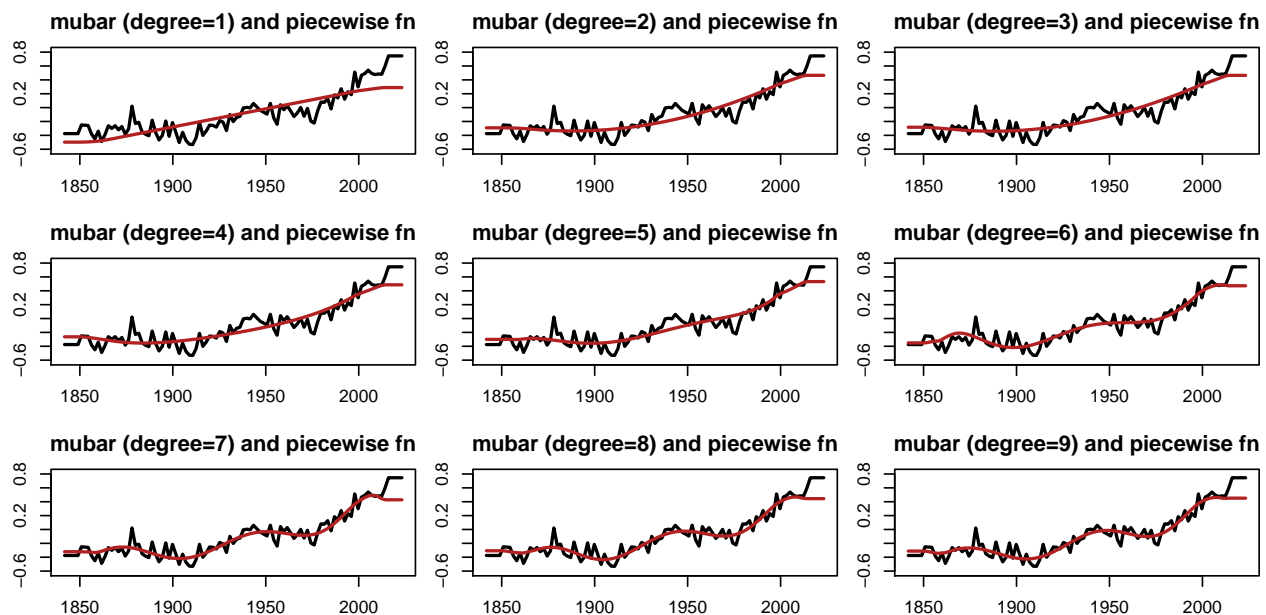 mubar (degree=1) and piecewise fn
0.8
0.2
−0.6
1850 1900 1950 2000
mubar (degree=2) and piecewise fn
0.8
0.2
−0.6
1850 1900 1950 2000
mubar (degree=3) and piecewise fn
0.8
0.2
−0.6
1850 1900 1950 2000
mubar (degree=4) and piecewise fn
0.8
0.2
−0.6
1850 1900 1950 2000
mubar (degree=5) and piecewise fn
0.8
0.2
−0.6
1850 1900 1950 2000
mubar (degree=6) and piecewise fn
0.8
0.2
−0.6
1850 1900 1950 2000
mubar (degree=7) and piecewise fn
0.8
0.2
−0.6
1850 1900 1950 2000
mubar (degree=8) and piecewise fn
0.8
0.2
−0.6
1850 1900 1950 2000
mubar (degree=9) and piecewise fn
0.8
0.2
−0.6
1850 1900 1950 2000